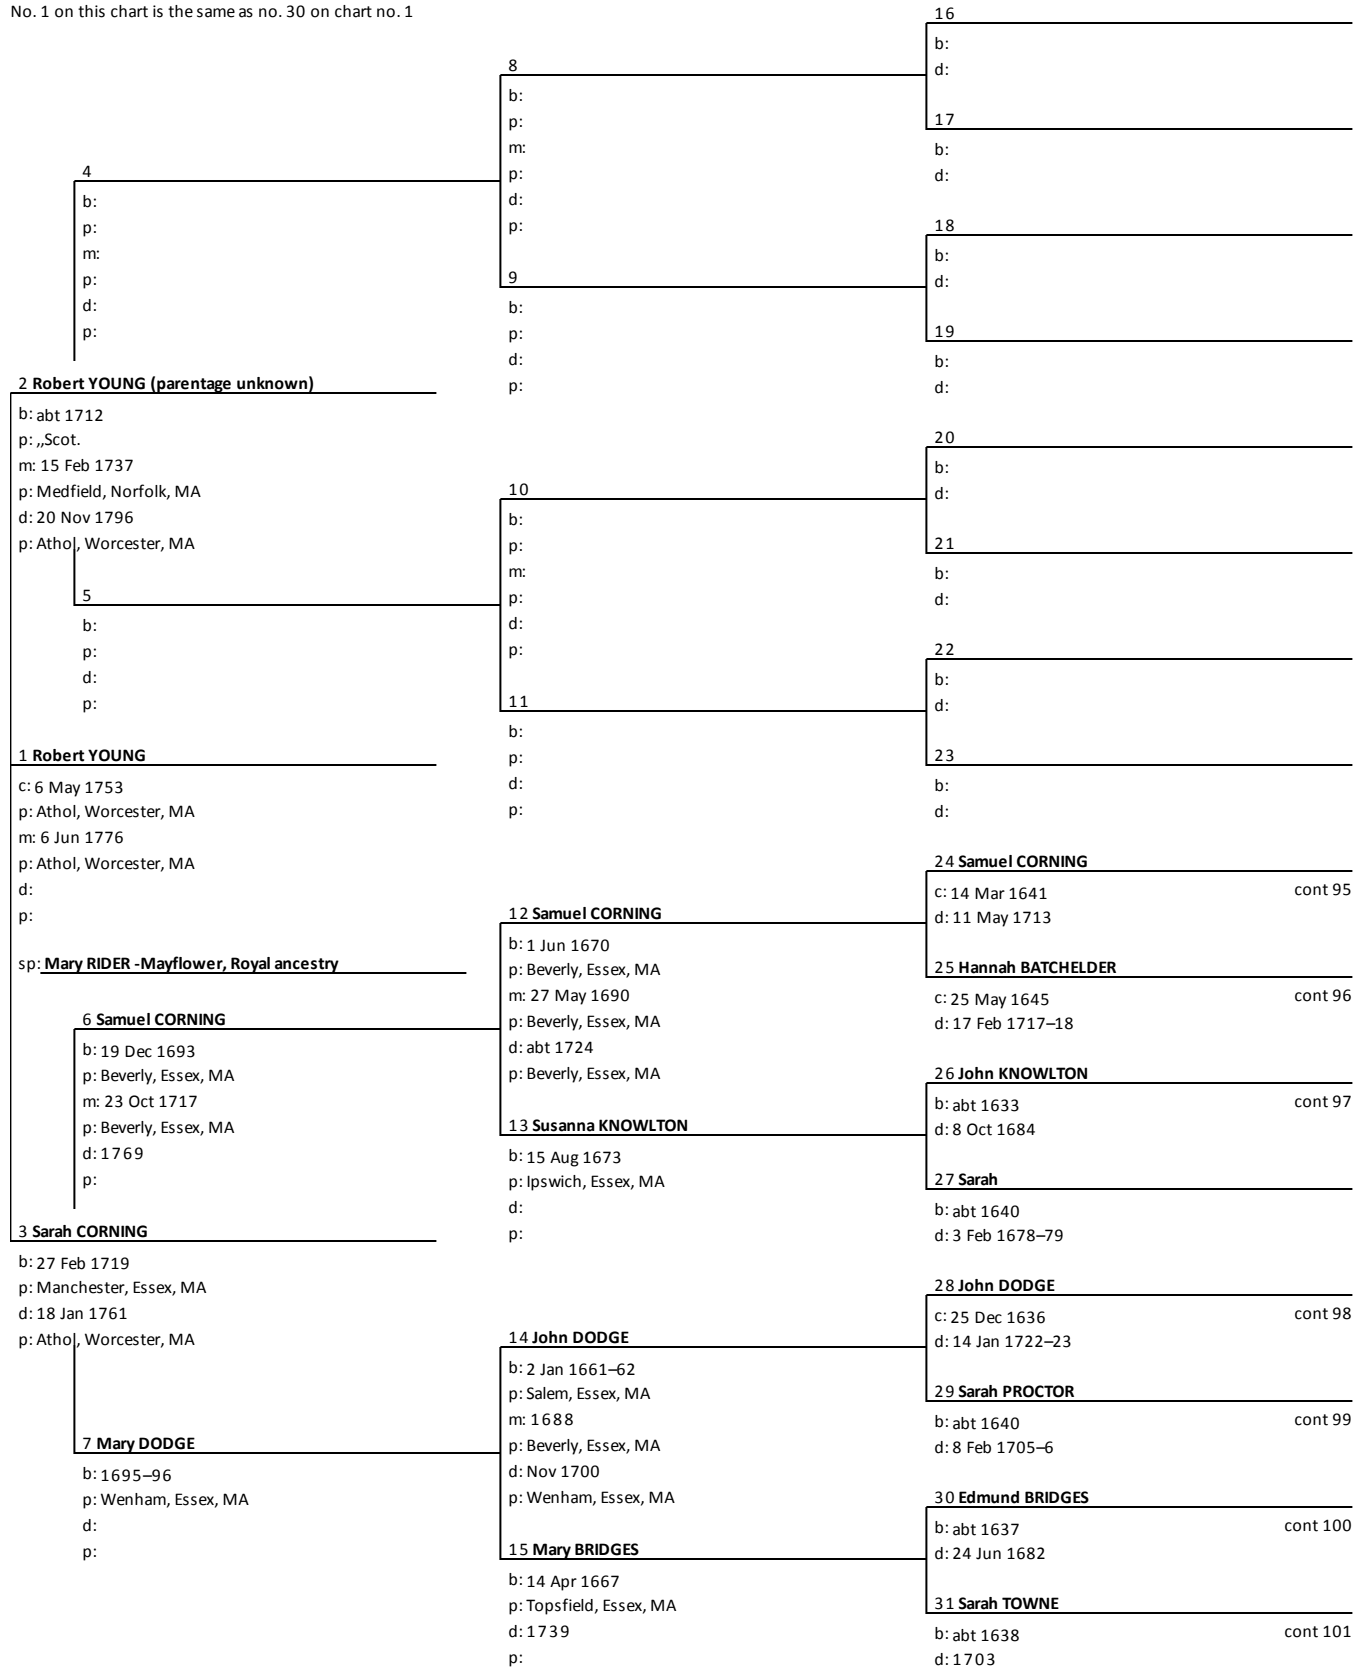 No. 1 on this chart is the same as no. 30 on chart no. 1
16
b:
d:
8
b:
p:
m:
p:
d:
p:
17
b:
d:
4
b:
p:
m:
p:
d:
p:
18
b:
d:
9
b:
p:
d:
p:
19
b:
d:
2 Robert YOUNG (parentage unknown)
b: abt 1712
p: ,,Scot.
m: 15 Feb 1737
p: Medfield, Norfolk, MA
d: 20 Nov 1796
p: Athol, Worcester, MA
20
b:
d:
10
b:
p:
m:
p:
d:
p:
21
b:
d:
5
b:
p:
d:
p:
22
b:
d:
11
b:
p:
d:
p:
23
b:
d:
1 Robert YOUNG
c: 6 May 1753
p: Athol, Worcester, MA
m: 6 Jun 1776
p: Athol, Worcester, MA
d:
p:
sp: Mary RIDER -Mayflower, Royal ancestry
24 Samuel CORNING
c: 14 Mar 1641 cont 95
d: 11 May 1713
12 Samuel CORNING
b: 1 Jun 1670
p: Beverly, Essex, MA
m: 27 May 1690
p: Beverly, Essex, MA
d: abt 1724
p: Beverly, Essex, MA
25 Hannah BATCHELDER
c: 25 May 1645 cont 96
d: 17 Feb 1717–18
6 Samuel CORNING
b: 19 Dec 1693
p: Beverly, Essex, MA
m: 23 Oct 1717
p: Beverly, Essex, MA
d: 1769
p:
26 John KNOWLTON
b: abt 1633 cont 97
d: 8 Oct 1684
13 Susanna KNOWLTON
b: 15 Aug 1673
p: Ipswich, Essex, MA
d:
p:
27 Sarah
b: abt 1640
d: 3 Feb 1678–79
3 Sarah CORNING
b: 27 Feb 1719
p: Manchester, Essex, MA
d: 18 Jan 1761
p: Athol, Worcester, MA
28 John DODGE
c: 25 Dec 1636 cont 98
d: 14 Jan 1722–23
14 John DODGE
b: 2 Jan 1661–62
p: Salem, Essex, MA
m: 1688
p: Beverly, Essex, MA
d: Nov 1700
p: Wenham, Essex, MA
29 Sarah PROCTOR
b: abt 1640 cont 99
d: 8 Feb 1705–6
7 Mary DODGE
b: 1695–96
p: Wenham, Essex, MA
d:
p:
30 Edmund BRIDGES
b: abt 1637 cont 100
d: 24 Jun 1682
15 Mary BRIDGES
b: 14 Apr 1667
p: Topsfield, Essex, MA
d: 1739
p:
31 Sarah TOWNE
b: abt 1638 cont 101
d: 1703